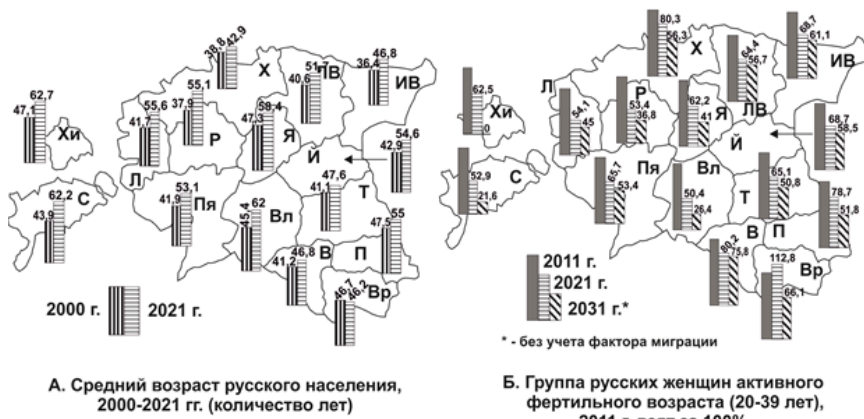 38,8 42,9
Х
51,7
40,6
ЛВ
46,8
36,4
ИВ
47,1 62,7
Хи
41,7 55,6
Л
37,9 55,1
Р
47,3 58,4
Я
Й
42,9 54,6
С
43,9 62,2
41,9 53,1
Пя
Вл
45,4 62
41,1 47,6
Т
47,5 55
П
В
41,2 46,8
Вр
46,7 46,2
2000 г. 2021 г.
А. Средний возраст русского населения,
2000-2021 гг. (количество лет)
80,3
56,3
Х
64,4
56,7
ЛВ
68,7
61,1
ИВ
62,5
0
Хи
Л
54,1
45
Р
53,4
36,8
Я
62,2
41
Й
68,7
58,5
С
52,9
21,6
Пя
65,7
53,4
Вл
50,4
26,4
Т
65,1
50,8
78,7
51,8
В П
80,2
75,8
112,8
Вр
66,1
2011 г.
2021 г.
2031 г.*
* - без учета фактора миграции
Б. Группа русских женщин активного
фертильного возраста (20-39 лет),